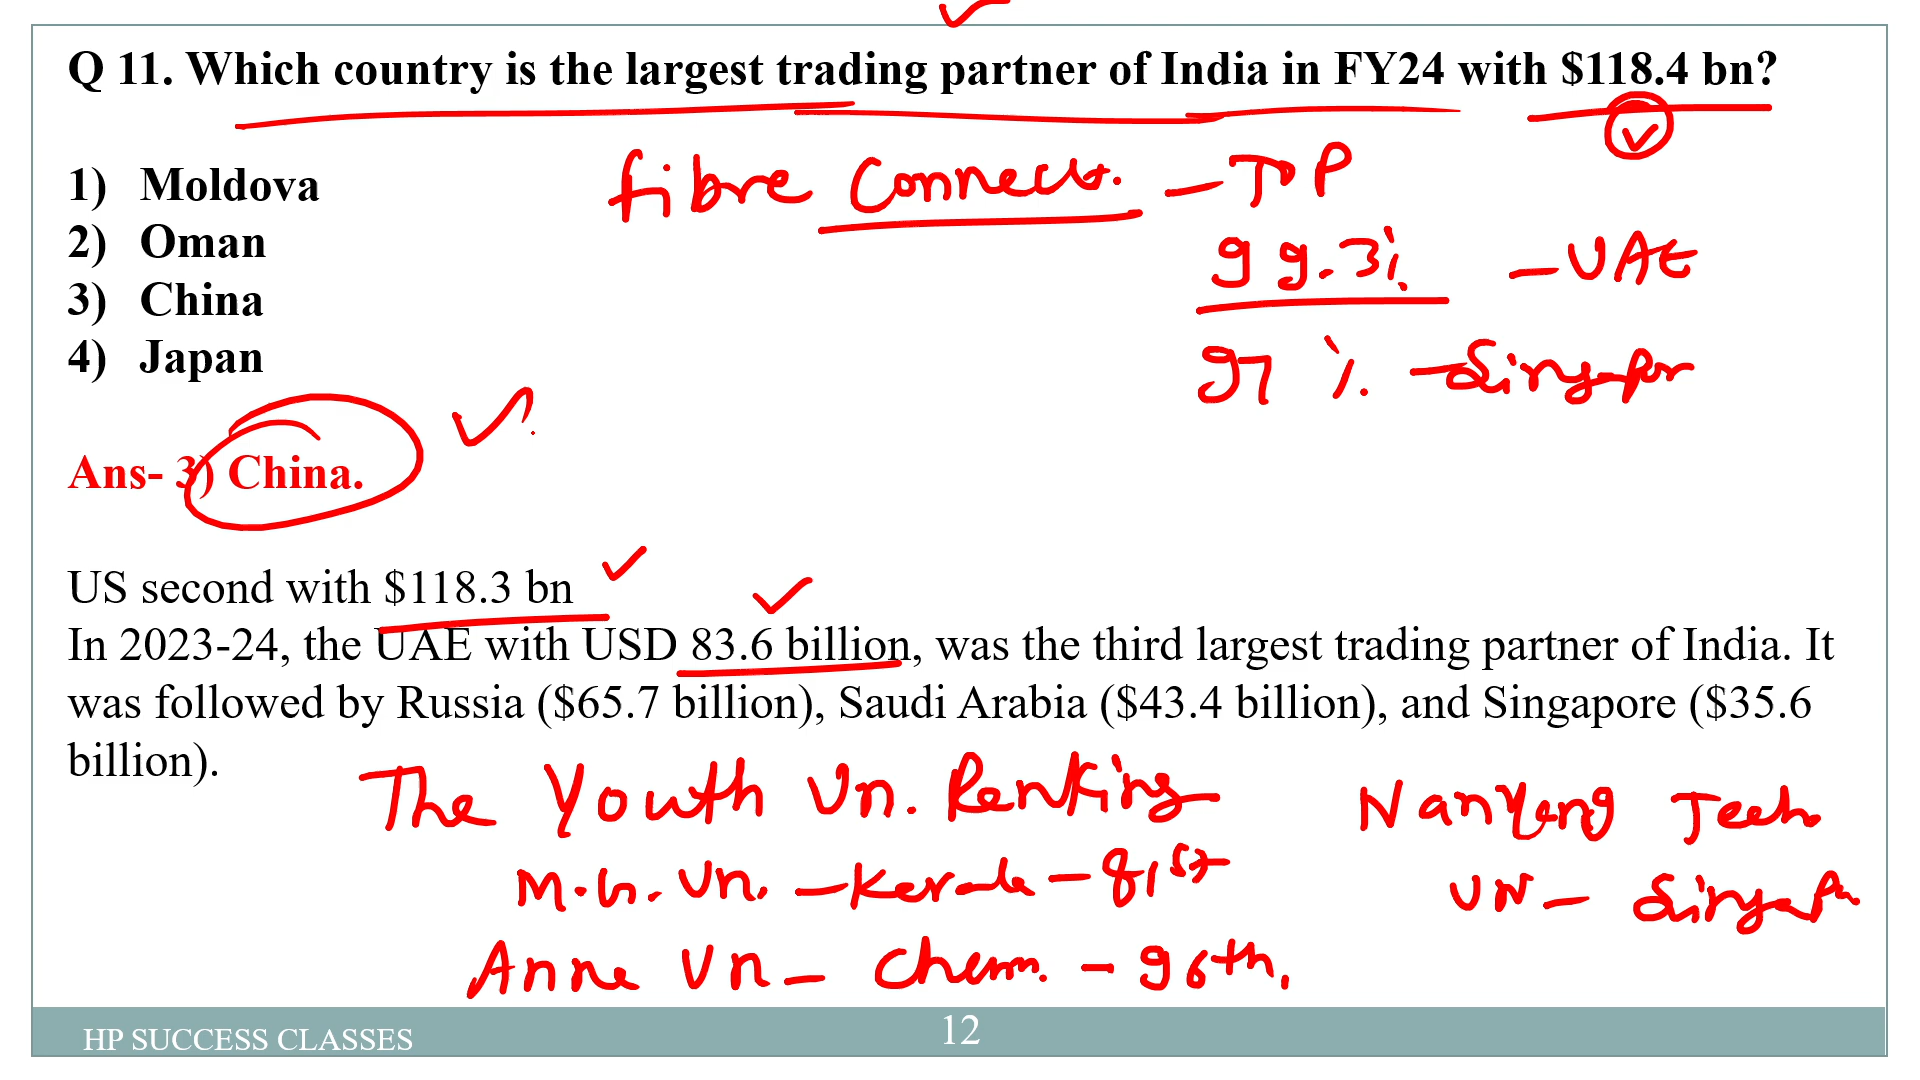 Q 11. Which country is the largest trading partner of India in FY24 with $118.4 bn?
1) Moldova
2) Oman
3) China
4) Japan
fibre Connect. - TOP
99.3% - UAE
97 % - Singapor
Ans- 3) China.
US second with $118.3 bn
In 2023-24, the UAE with USD 83.6 billion, was the third largest trading partner of India. It
was followed by Russia ($65.7 billion), Saudi Arabia ($43.4 billion), and Singapore ($35.6
billion).
The Youth Un. Renking
M.G. Un. - Kerala - 81st
Anna Un - Chenn. - 96th.
Nanyang Tech
UN -
HP SUCCESS CLASSES
12